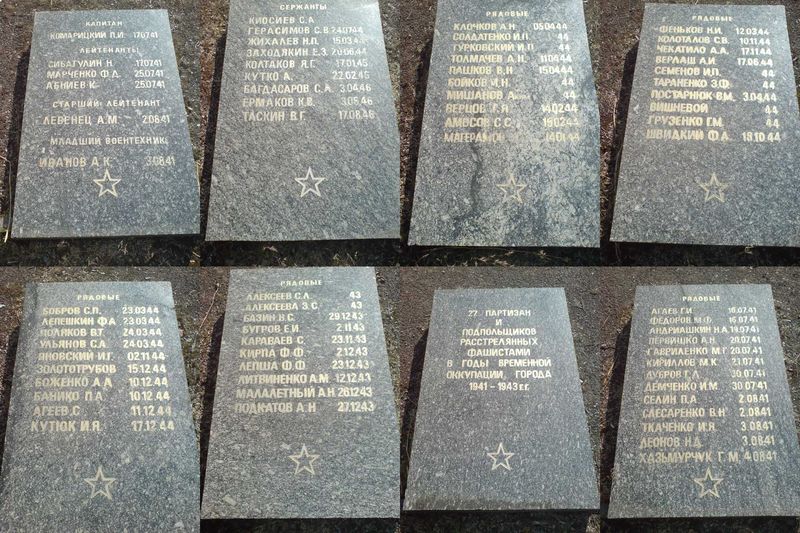 КАПИТАН
КОМАРИЦКИЙ П.И. 17.07.41
ЛЕЙТЕНАНТЫ
СИБАГУЛИН Н. 17.07.41
МАРЧЕНКО Ф.Д. 25.07.41
АБНИЕВ К. 25.07.41
СТАРШИЙ ЛЕЙТЕНАНТ
ЛЕВЕНЕЦ А.М. 2.08.41
МЛАДШИЙ ВОЕНТЕХНИК
ИВАНОВ А.К. 3.08.41
СЕРЖАНТЫ
КИОСИЕВ С.А.
ГЕРАСИМОВ С.В. 24.07.44
ЖИХАЛЕВ Н.П. 15.03.44
ЗАХОДЯКИН Е.З. 20.06.44
КОЛТАКОВ Я.Г. 17.01.45
КУТКО А. 22.02.45
БАГДАСАРОВ С.А. 3.04.46
ЕРМАКОВ К.В. 3.06.46
ТАСКИН В.Г. 17.08.46
РЯДОВЫЕ
КЛОЧКОВ А.Н. 05.04.44
СОЛДАТЕНКО И.П. 44
ГУРКОВСКИЙ И.П. 44
ТОЛМАЧЕВ А.Н. 11.04.44
ПАШКОВ В.Н. 15.04.44
БОЙКОВ И.Н. 44
МИШАНОВ 44
ВЕРЦОВ Г.Я. 14.02.44
АМОСОВ С.С. 19.02.44
14.01.44
РЯДОВЫЕ
ФЕНЬКОВ Н.И. 12.03.44
КОЛОТАЛОВ С.В. 10.11.44
ЧЕКАТИЛО А.А. 17.11.44
ВЕРЛАШ А.И. 17.06.44
СЕМЕНОВ И.П. 44
ТАРАНЕНКО З.Ф. 44
ПОСТАРНЮК В.М. 3.04.44
ВИШНЕВОЙ 44
ГРУЗЕНКО Г.М. 44
ШВИДКИЙ Ф.А. 19.10.44
РЯДОВЫЕ
БОБРОВ С.П. 23.03.44
ЛЕПЕШКИН Ф.А. 23.03.44
ПОЛЯКОВ В.Т. 24.03.44
УЛЬЯНОВ С.А. 24.03.44
ЯНОВСКИЙ И.Г. 02.11.44
ЗОЛОТОТРУБОВ 15.12.44
БОЖЕНКО А.А. 10.12.44
БАНИКО П.А. 10.12.44
АГЕЕВ.С 11.12.44
КУТЮК И.Я. 17.12.44
РЯДОВЫЕ
АЛЕКСЕЕВ С.Л. 43
АЛЕКСЕЕВА З.С. 43
БАЗИН В.С. 29.12.43
БУТРОВ Е.И. 2.11.43
КАРАВАЕВ С. 23.11.43
КИРПА Ф.Ф. 2.12.43
ЛЕПША Ф.Ф. 23.12.43
ЛИТВИНЕНКО А.М. 12.12.43
МАЛАЛЕТНЫЙ А.Н. 26.12.43
ПОДКАТОВ А.Н. 27.12.43
27 ПАРТИЗАН
И
ПОДПОЛЬЩИКОВ
РАССТРЕЛЯННЫХ
ФАШИСТАМИ
В ГОДЫ ВРЕМЕННОЙ
ОККУПАЦИИ ГОРОДА
1941-1943 г.г.
РЯДОВЫЕ
АГАЕВ Г.И. 16.07.41
ФЕДОРОВ М.Ф. 16.07.41
АНДРИАШКИН Н.А. 19.07.41
ПЕРВИЦКО А.Н. 20.07.41
ГАВРИЛЕНКО М.Г. 20.07.41
КИРИЛЛОВ М.К. 23.07.41
ДУБРОВ Г.Д. 30.07.41
ДЕМЧЕНКО И.М. 30.07.41
СЕЛИН П.А. 2.08.41
СЛЕСАРЕНКО В.Н. 2.08.41
ТКАЧЕНКО И.Я. 3.08.41
ЛЕОНОВ Н.Д. 3.08.41
ХАЗЬМУРЧУК Г.М. 4.08.41